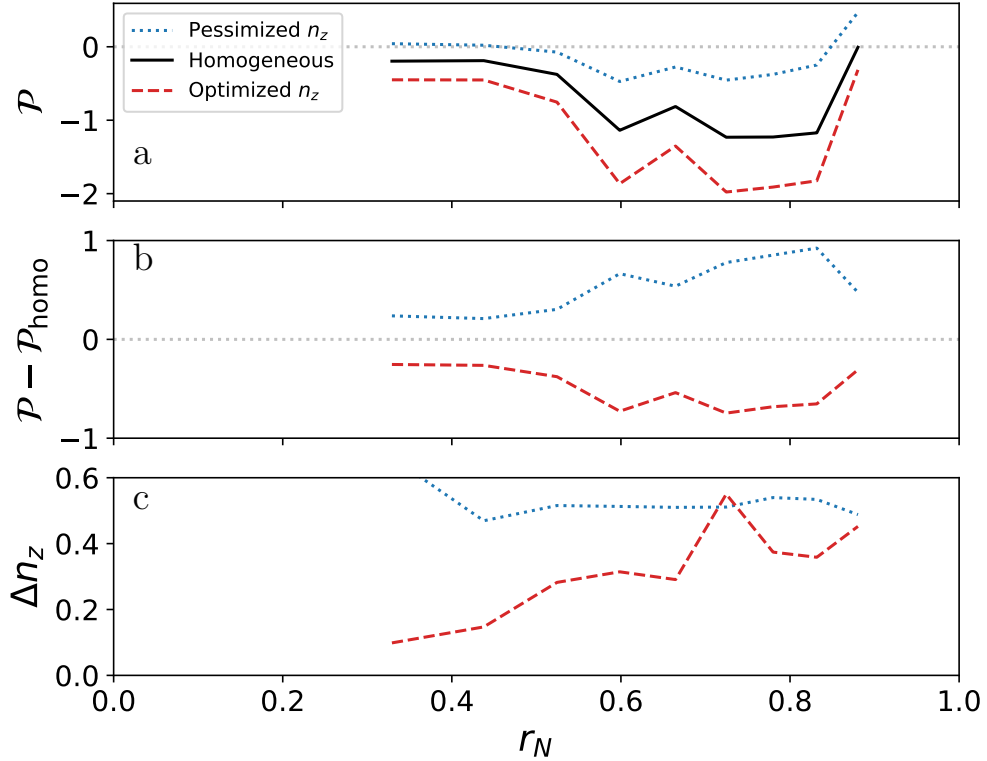 Pessimized n_z
Homogeneous
Optimized n_z
0
−1
−2
𝒫
a
1
0
−1
𝒫 − 𝒫_homo
b
0.6
0.4
0.2
0.0
Δn_z
c
0.0 0.2 0.4 0.6 0.8 1.0
r_N